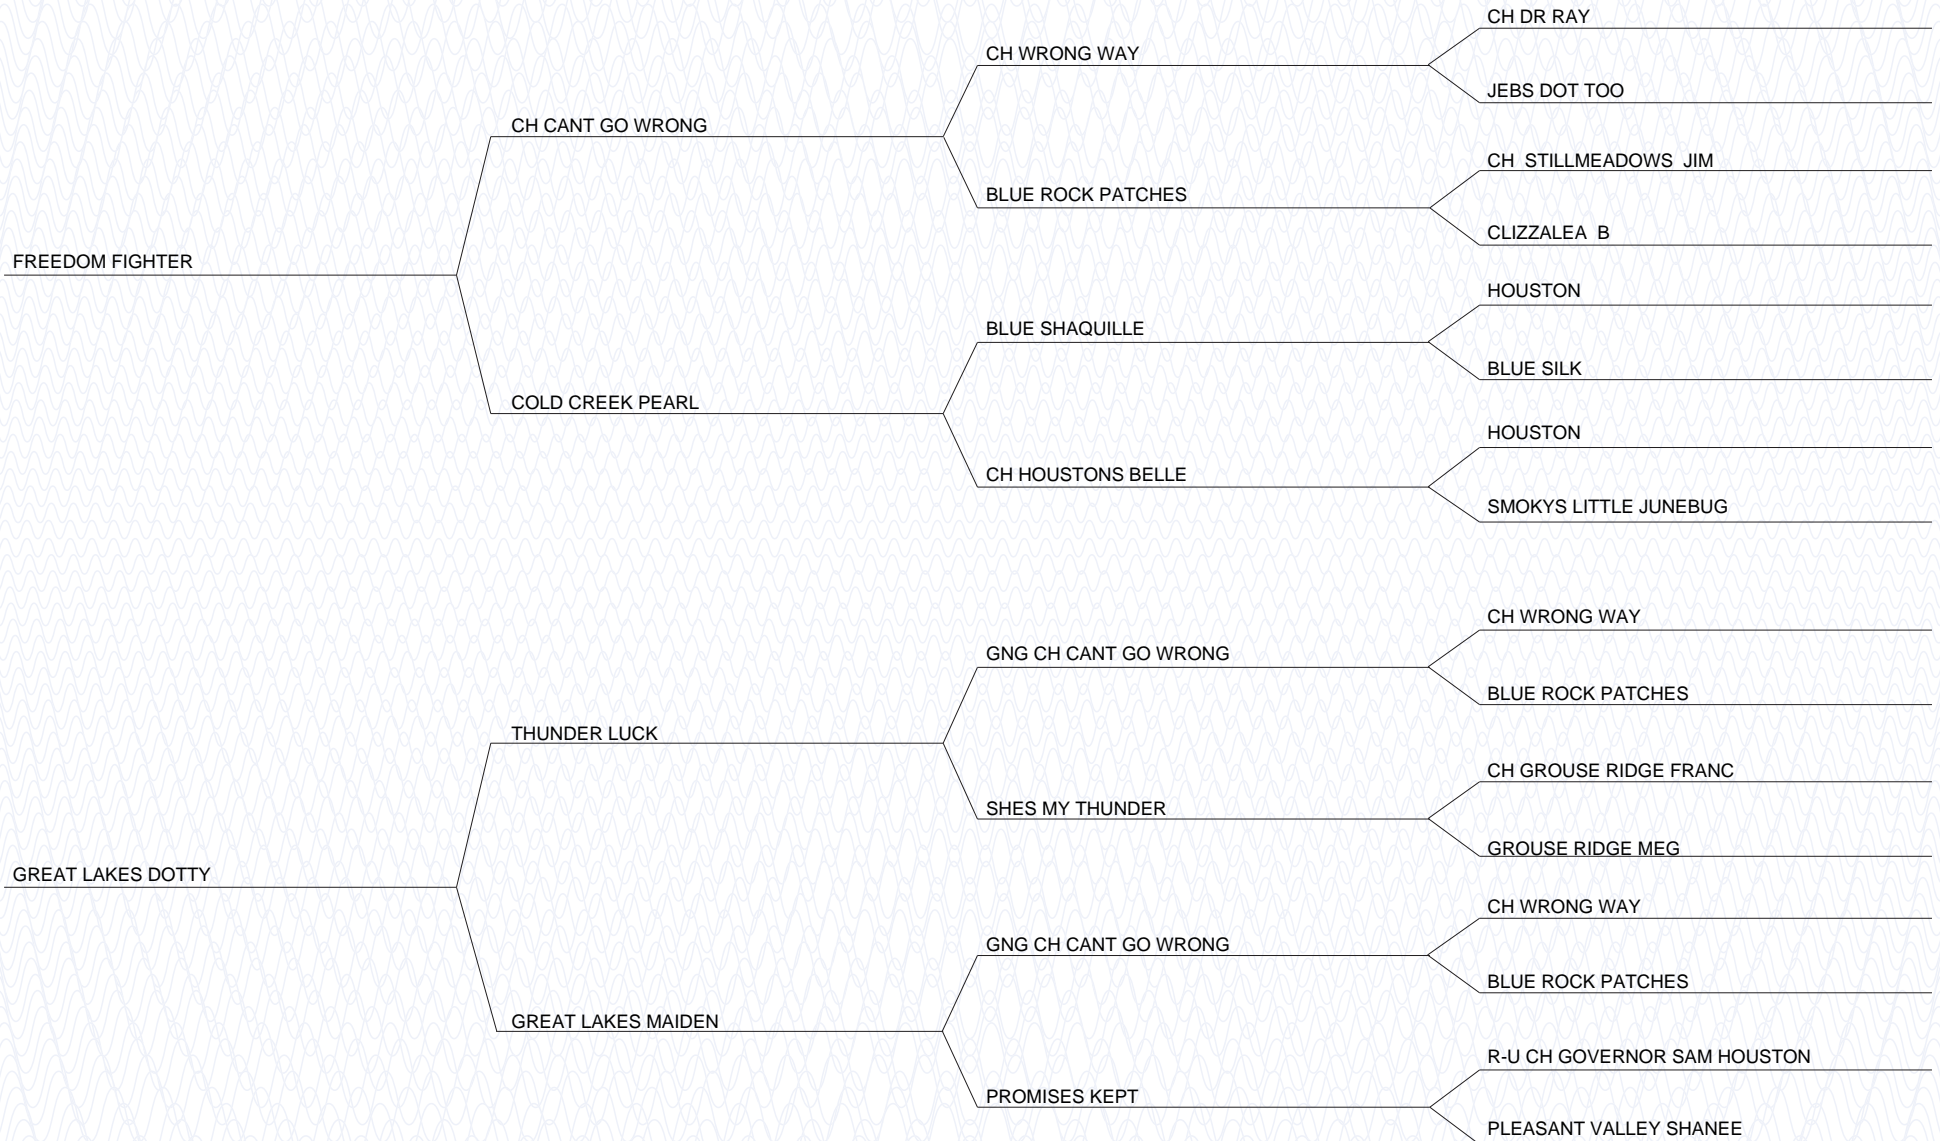 CH DR RAY
CH WRONG WAY
JEBS DOT TOO
CH CANT GO WRONG
CH  STILLMEADOWS  JIM
BLUE ROCK PATCHES
CLIZZALEA  B
FREEDOM FIGHTER
HOUSTON
BLUE SHAQUILLE
BLUE SILK
COLD CREEK PEARL
HOUSTON
CH HOUSTONS BELLE
SMOKYS LITTLE JUNEBUG
CH WRONG WAY
GNG CH CANT GO WRONG
BLUE ROCK PATCHES
THUNDER LUCK
CH GROUSE RIDGE FRANC
SHES MY THUNDER
GROUSE RIDGE MEG
GREAT LAKES DOTTY
CH WRONG WAY
GNG CH CANT GO WRONG
BLUE ROCK PATCHES
GREAT LAKES MAIDEN
R-U CH GOVERNOR SAM HOUSTON
PROMISES KEPT
PLEASANT VALLEY SHANEE